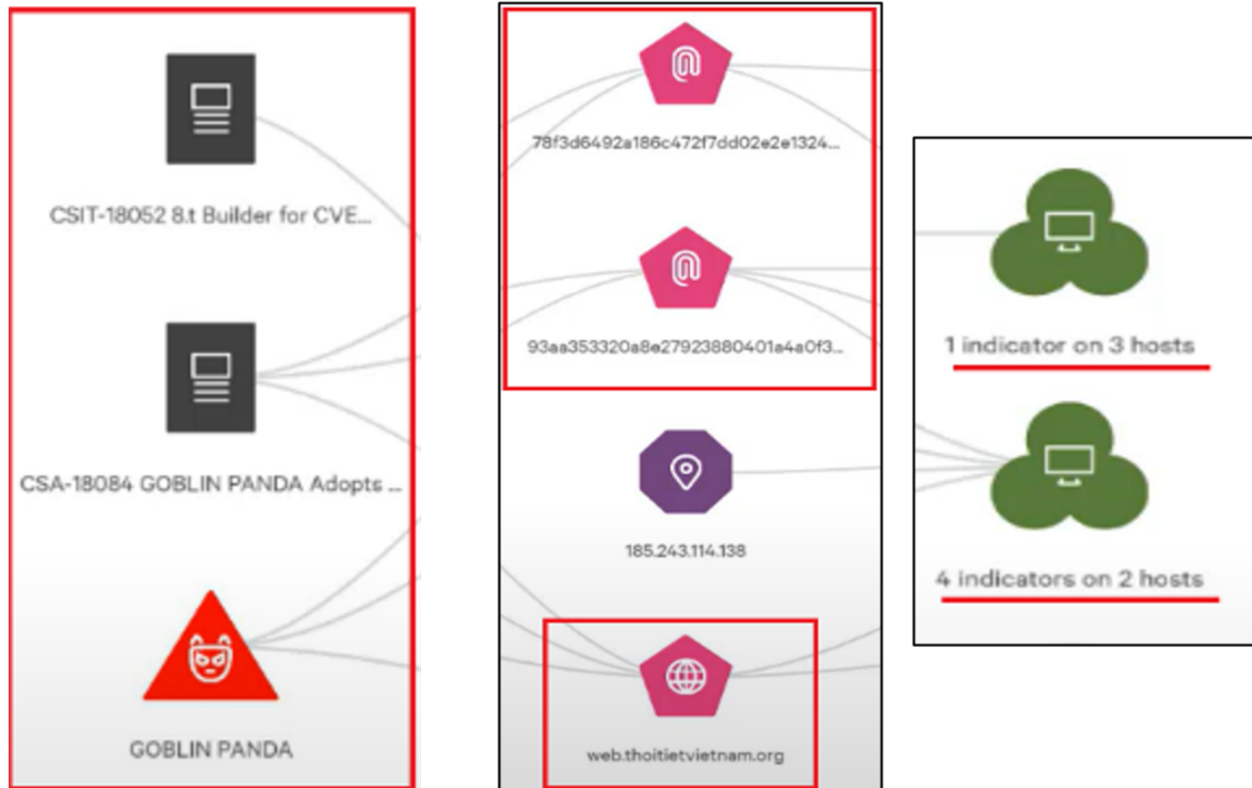 CSIT-18052 8.t Builder for CVE...
CSA-18084 GOBLIN PANDA Adopts ...
GOBLIN PANDA
78f3d6492a186c472f7dd02e2e1324...
93aa353320a8e27923880401a4a0f3...
185.243.114.138
web.thoitietvietnam.org
1 indicator on 3 hosts
4 indicators on 2 hosts